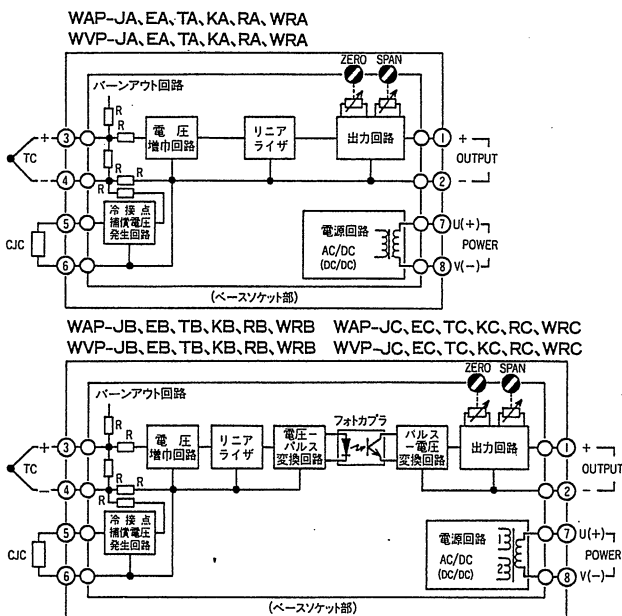 WAP-JA、EA、TA、KA、RA、WRA
WVP-JA、EA、TA、KA、RA、WRA
ZERO SPAN
バーンアウト回路
R
R
R
R
R
+ ③
TC
- ④
電圧
増巾回路
リニア
ライザ
出力回路
① +
OUTPUT
② -
冷接点
補償電圧
発生回路
CJC
⑤
⑥
電源回路
AC/DC
(DC/DC)
⑦ U(+)
POWER
⑧ V(-)
(ベースソケット部)
WAP-JB、EB、TB、KB、RB、WRB WAP-JC、EC、TC、KC、RC、WRC
WVP-JB、EB、TB、KB、RB、WRB WVP-JC、EC、TC、KC、RC、WRC
ZERO SPAN
バーンアウト回路
R
R
R
R
R
+ ③
TC
- ④
電圧
増巾回路
リニア
ライザ
電圧-
パルス
変換回路
フォトカプラ
パルス
-電圧
変換回路
出力回路
① +
OUTPUT
② -
冷接点
補償電圧
発生回路
CJC
⑤
⑥
電源回路
AC/DC
(DC/DC)
1
2
⑦ U(+)
POWER
⑧ V(-)
(ベースソケット部)